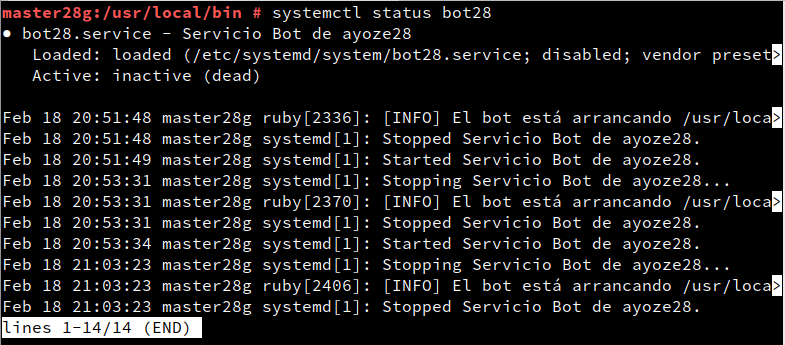 master28g:/usr/local/bin # systemctl status bot28
● bot28.service - Servicio Bot de ayoze28
   Loaded: loaded (/etc/systemd/system/bot28.service; disabled; vendor preset>
   Active: inactive (dead)

Feb 18 20:51:48 master28g ruby[2336]: [INFO] El bot está arrancando /usr/loca>
Feb 18 20:51:48 master28g systemd[1]: Stopped Servicio Bot de ayoze28.
Feb 18 20:51:49 master28g systemd[1]: Started Servicio Bot de ayoze28.
Feb 18 20:53:31 master28g systemd[1]: Stopping Servicio Bot de ayoze28...
Feb 18 20:53:31 master28g ruby[2370]: [INFO] El bot está arrancando /usr/loca>
Feb 18 20:53:31 master28g systemd[1]: Stopped Servicio Bot de ayoze28.
Feb 18 20:53:34 master28g systemd[1]: Started Servicio Bot de ayoze28.
Feb 18 21:03:23 master28g systemd[1]: Stopping Servicio Bot de ayoze28...
Feb 18 21:03:23 master28g ruby[2406]: [INFO] El bot está arrancando /usr/loca>
Feb 18 21:03:23 master28g systemd[1]: Stopped Servicio Bot de ayoze28.
lines 1-14/14 (END)